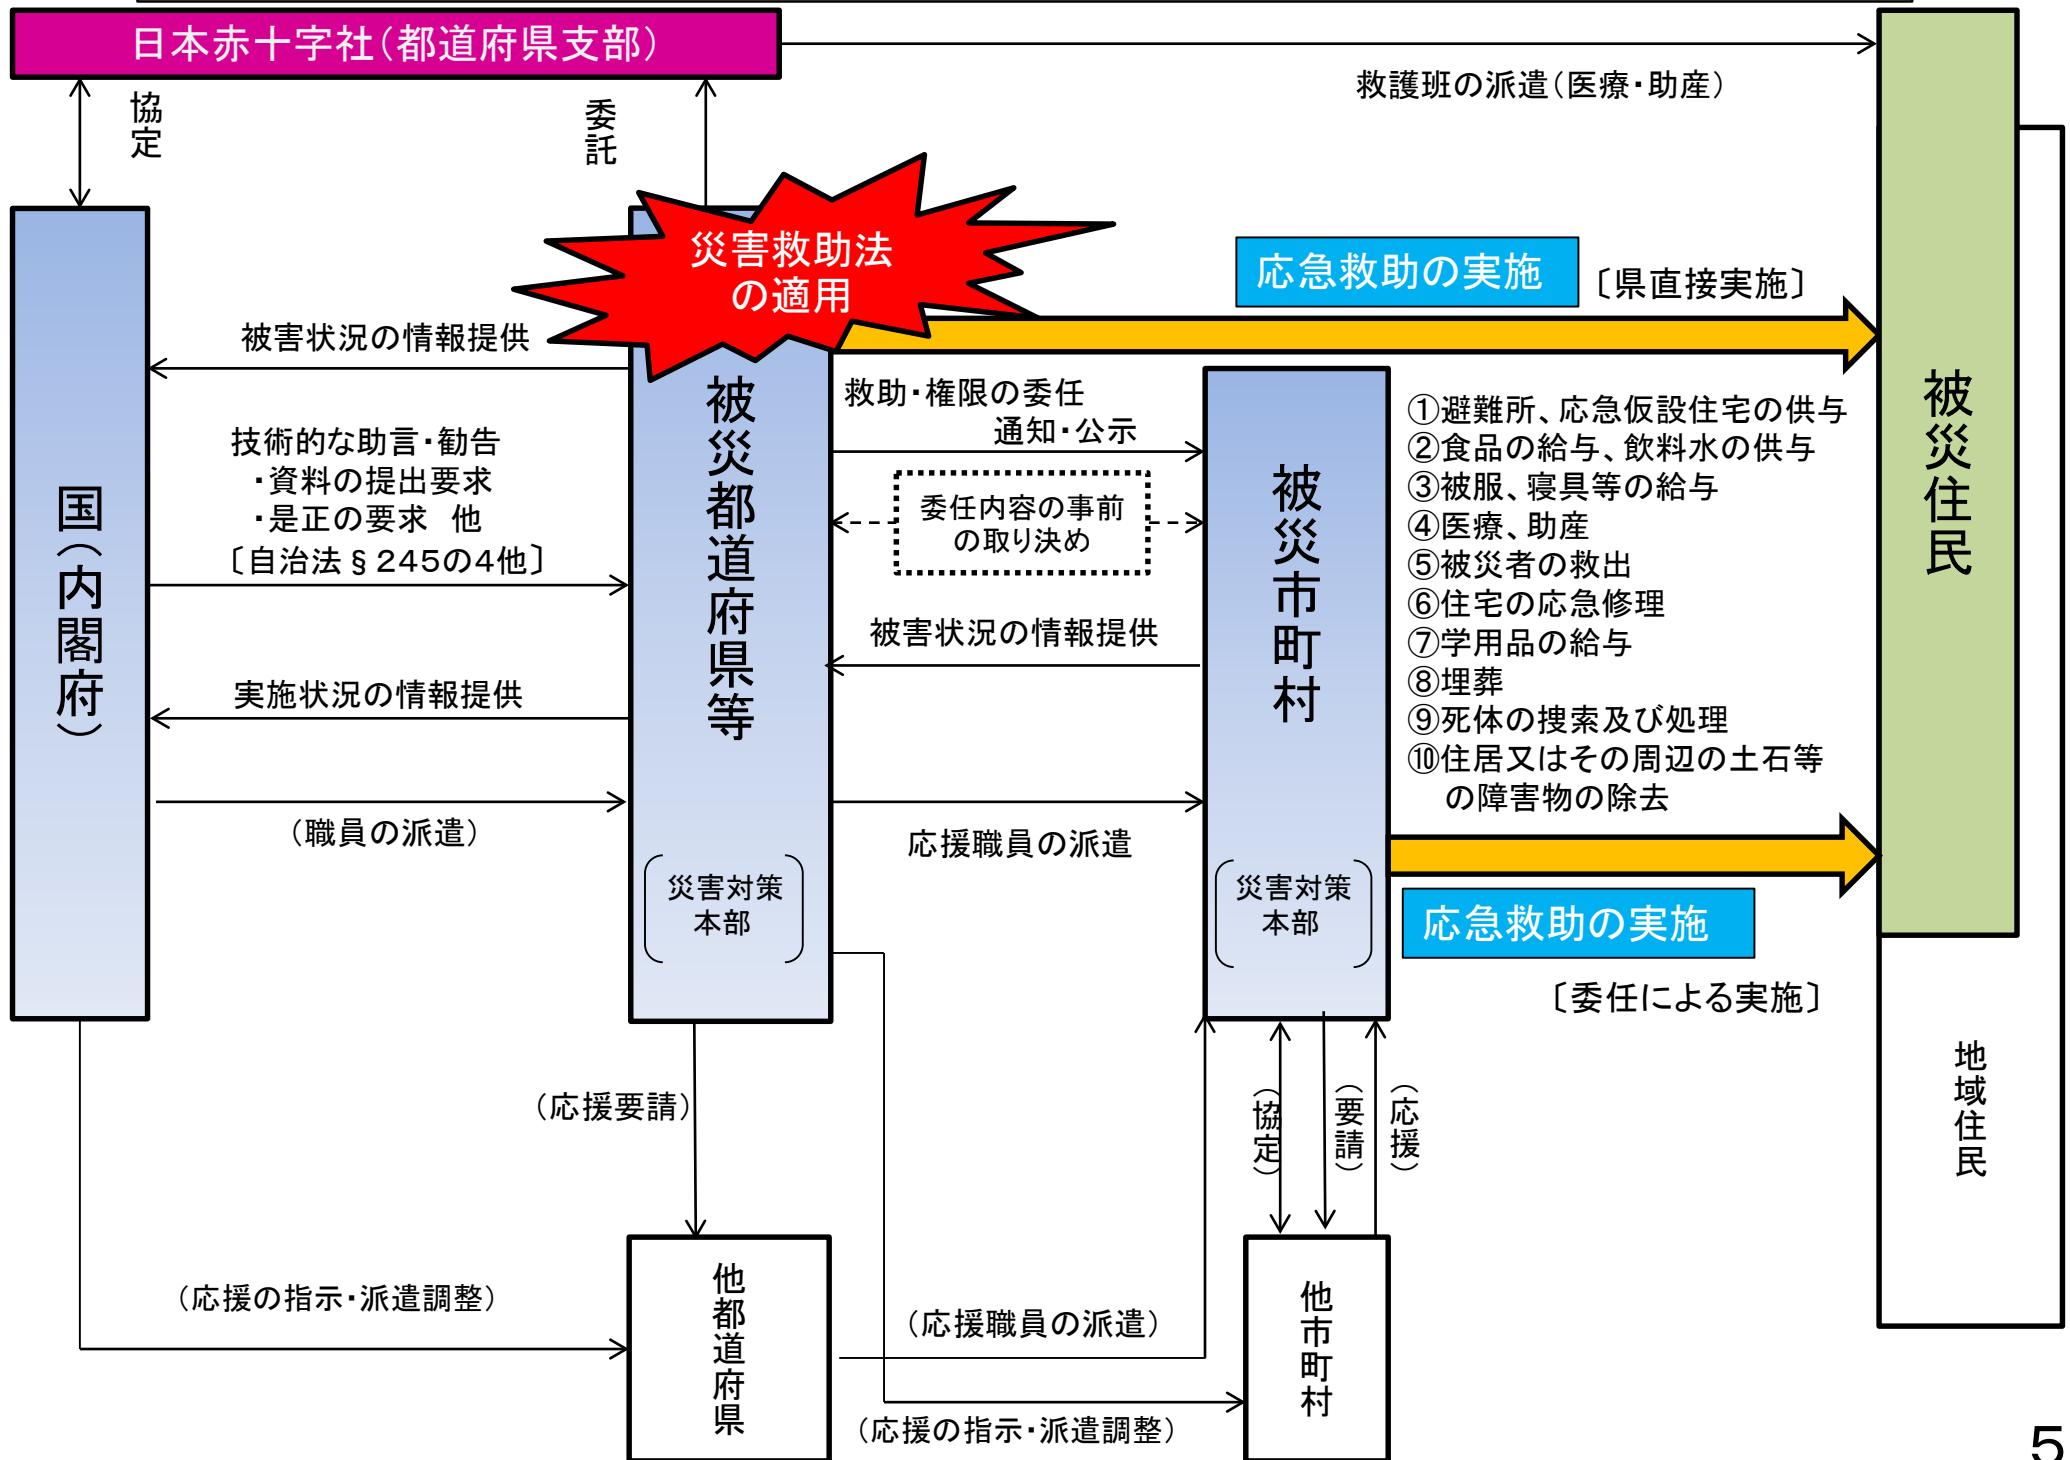 日本赤十字社（都道府県支部）
協定
委託
救護班の派遣（医療・助産）
災害救助法
の適用
応急救助の実施
〔県直接実施〕
被害状況の情報提供
技術的な助言・勧告
・資料の提出要求
・是正の要求　他
〔自治法§245の4他〕
実施状況の情報提供
（職員の派遣）
国（内閣府）
被災都道府県等
災害対策
本部
救助・権限の委任
通知・公示
委任内容の事前
の取り決め
被害状況の情報提供
応援職員の派遣
被災市町村
災害対策
本部
①避難所、応急仮設住宅の供与
②食品の給与、飲料水の供与
③被服、寝具等の給与
④医療、助産
⑤被災者の救出
⑥住宅の応急修理
⑦学用品の給与
⑧埋葬
⑨死体の捜索及び処理
⑩住居又はその周辺の土石等
の障害物の除去
応急救助の実施
〔委任による実施〕
被災住民
地域住民
（応援要請）
（協定）
（要請）
（応援）
（応援の指示・派遣調整）
他都道府県
（応援職員の派遣）
（応援の指示・派遣調整）
他市町村
5